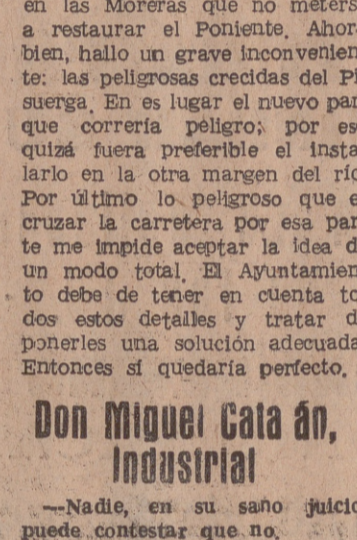 en las Moreras que no meters
a restaurar el Poniente. Ahor
bien, hallo un grave inconvenien
te: las peligrosas crecidas del Pi
suerga. En es lugar el nuevo par
que correría peligro; por es
quizá fuera preferible el insta
larlo en la otra margen del río
Por último lo peligroso que e
cruzar la carretera por esa par
te me impide aceptar la idea d
un modo total. El Ayuntamien
to debe de tener en cuenta to
dos estos detalles y tratar d
ponerles una solución adecuada
Entonces sí quedaría perfecto.
Don Miguel Cata án,
Industrial
—Nadie, en su sano juicio
puede contestar que no.